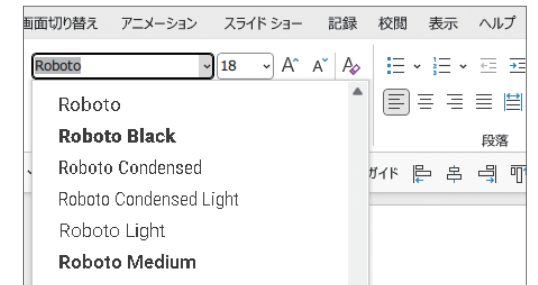 画面切り替え アニメーション スライド ショー 記録 校閲 表示 ヘルプ
Roboto 18
Roboto
Roboto Black
Roboto Condensed
Roboto Condensed Light
Roboto Light
Roboto Medium
段落
ガイド